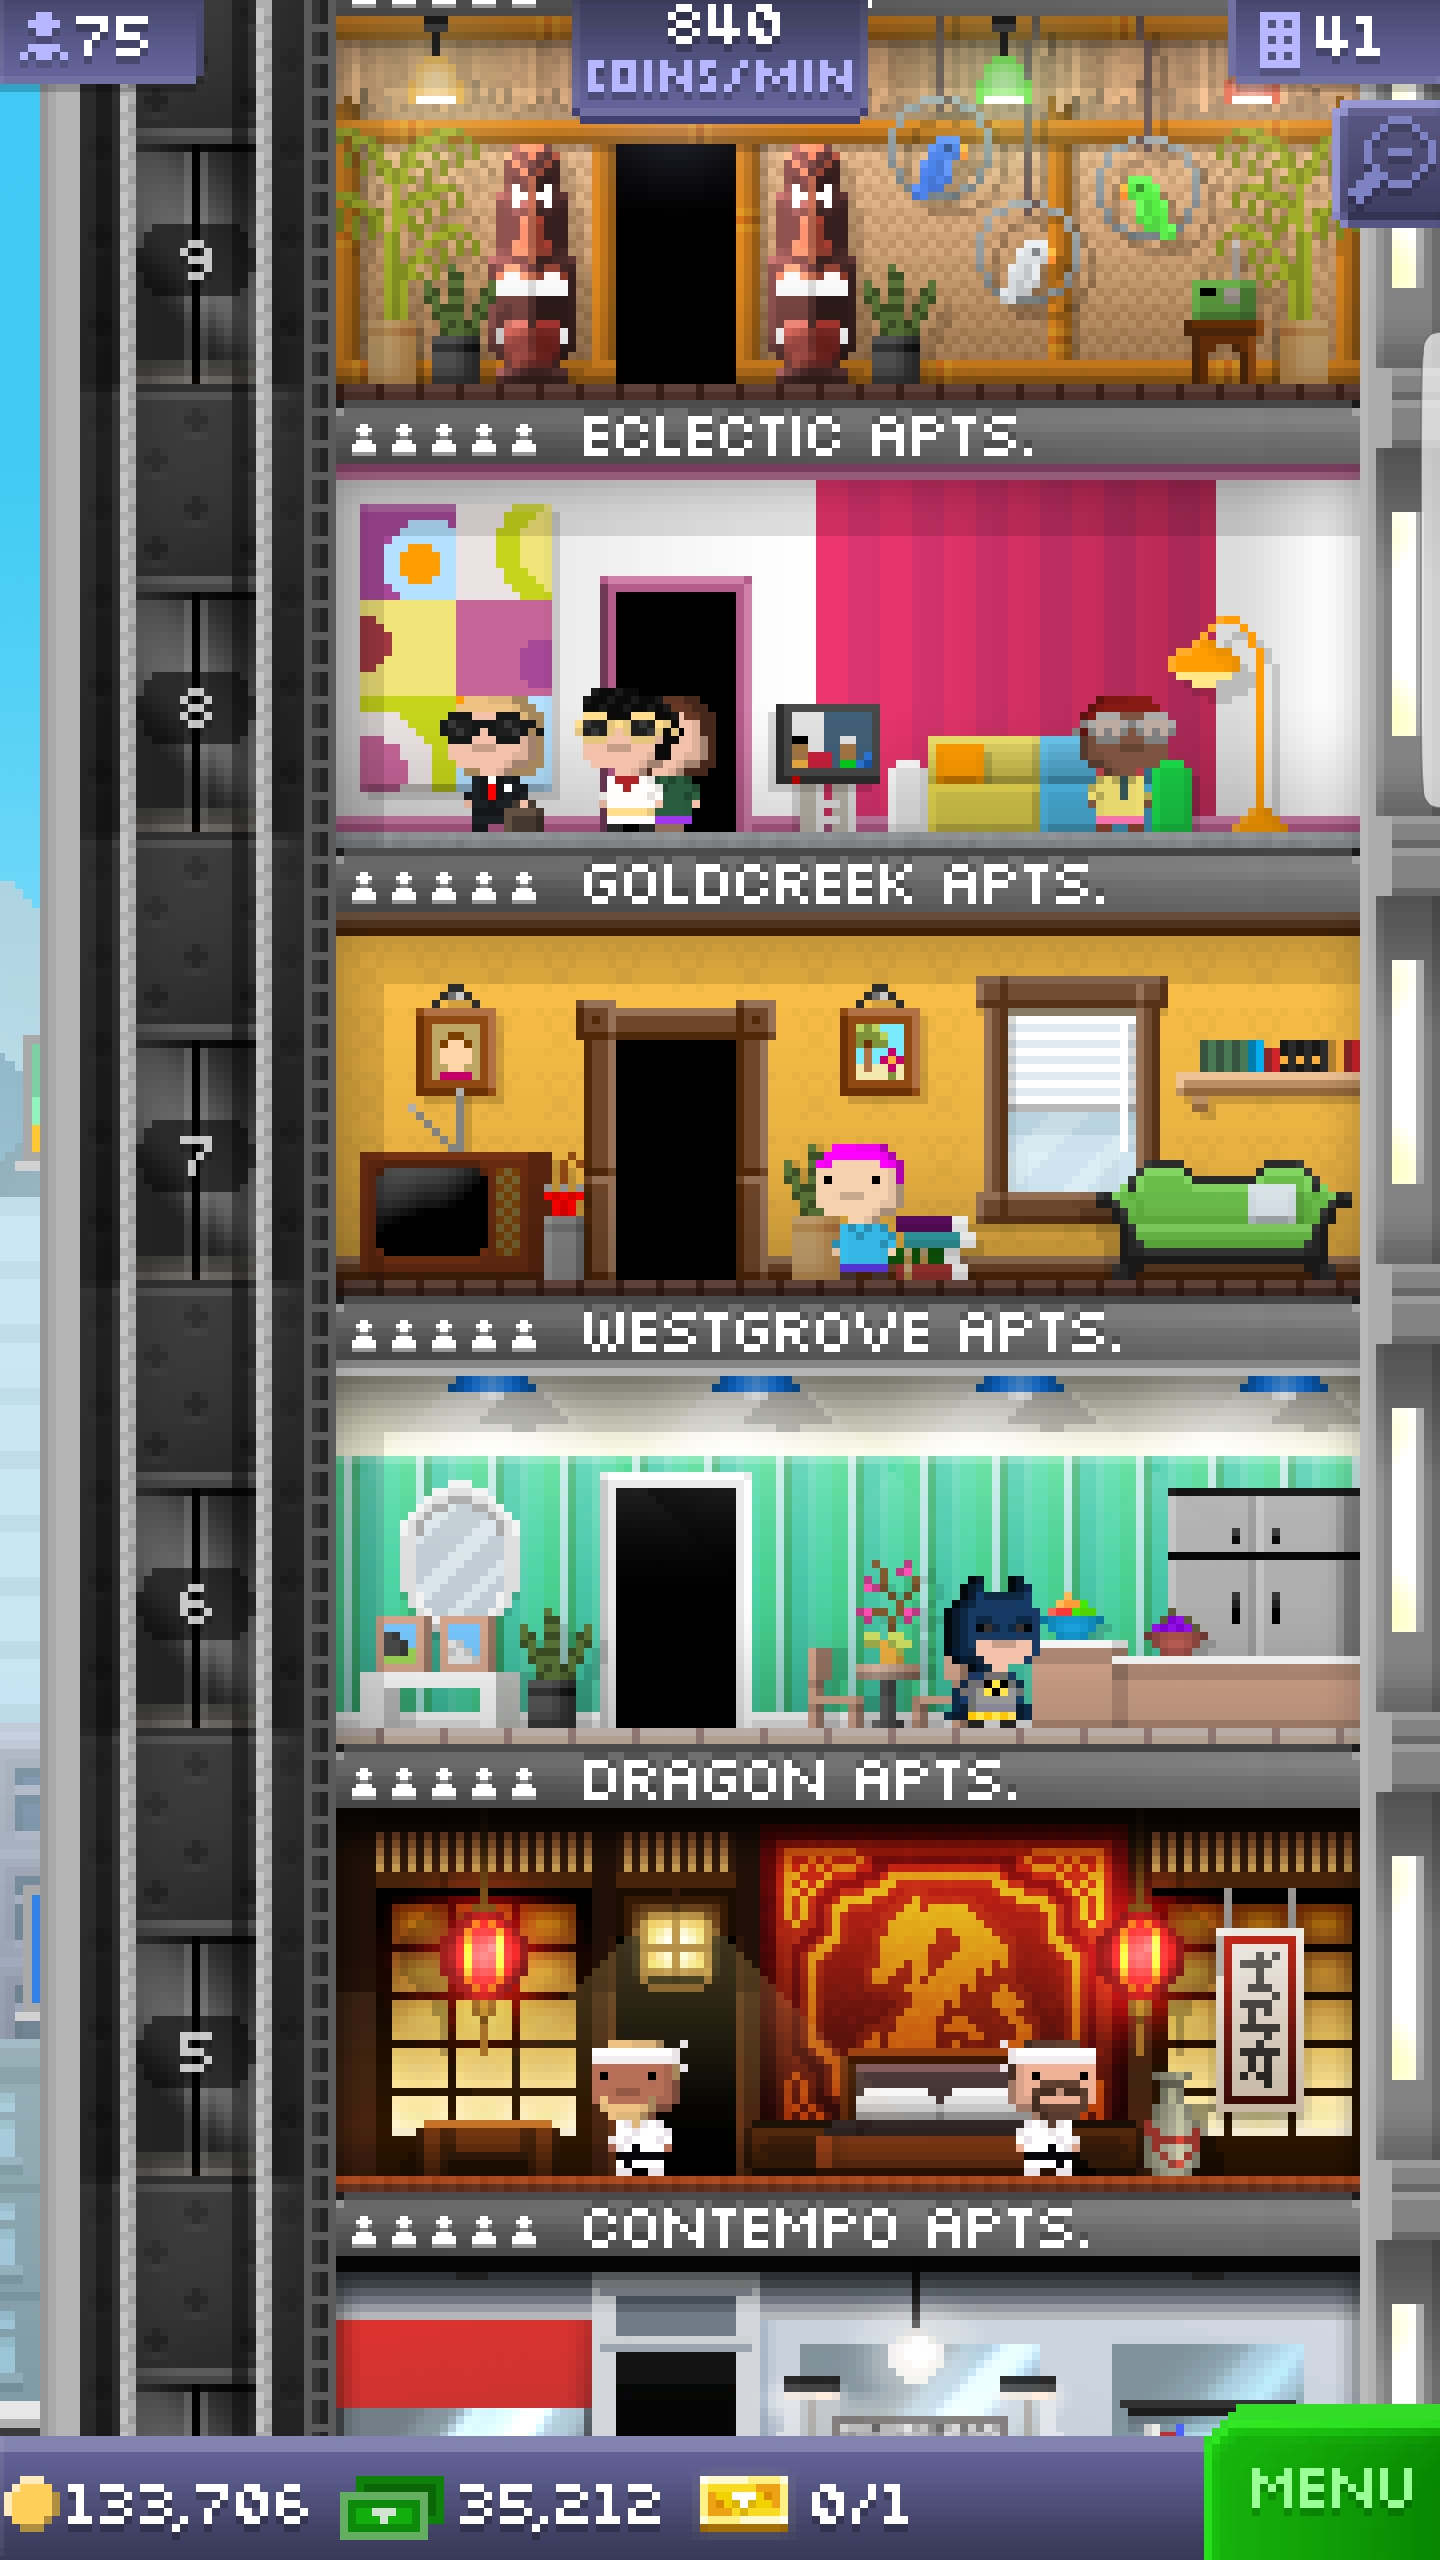 75
840
COINS/MIN
41
9
ECLECTIC APTS.
8
GOLDCREEK APTS.
7
WESTGROVE APTS.
6
DRAGON APTS.
5
CONTEMPO APTS.
133,706
35,212
0/1
MENU